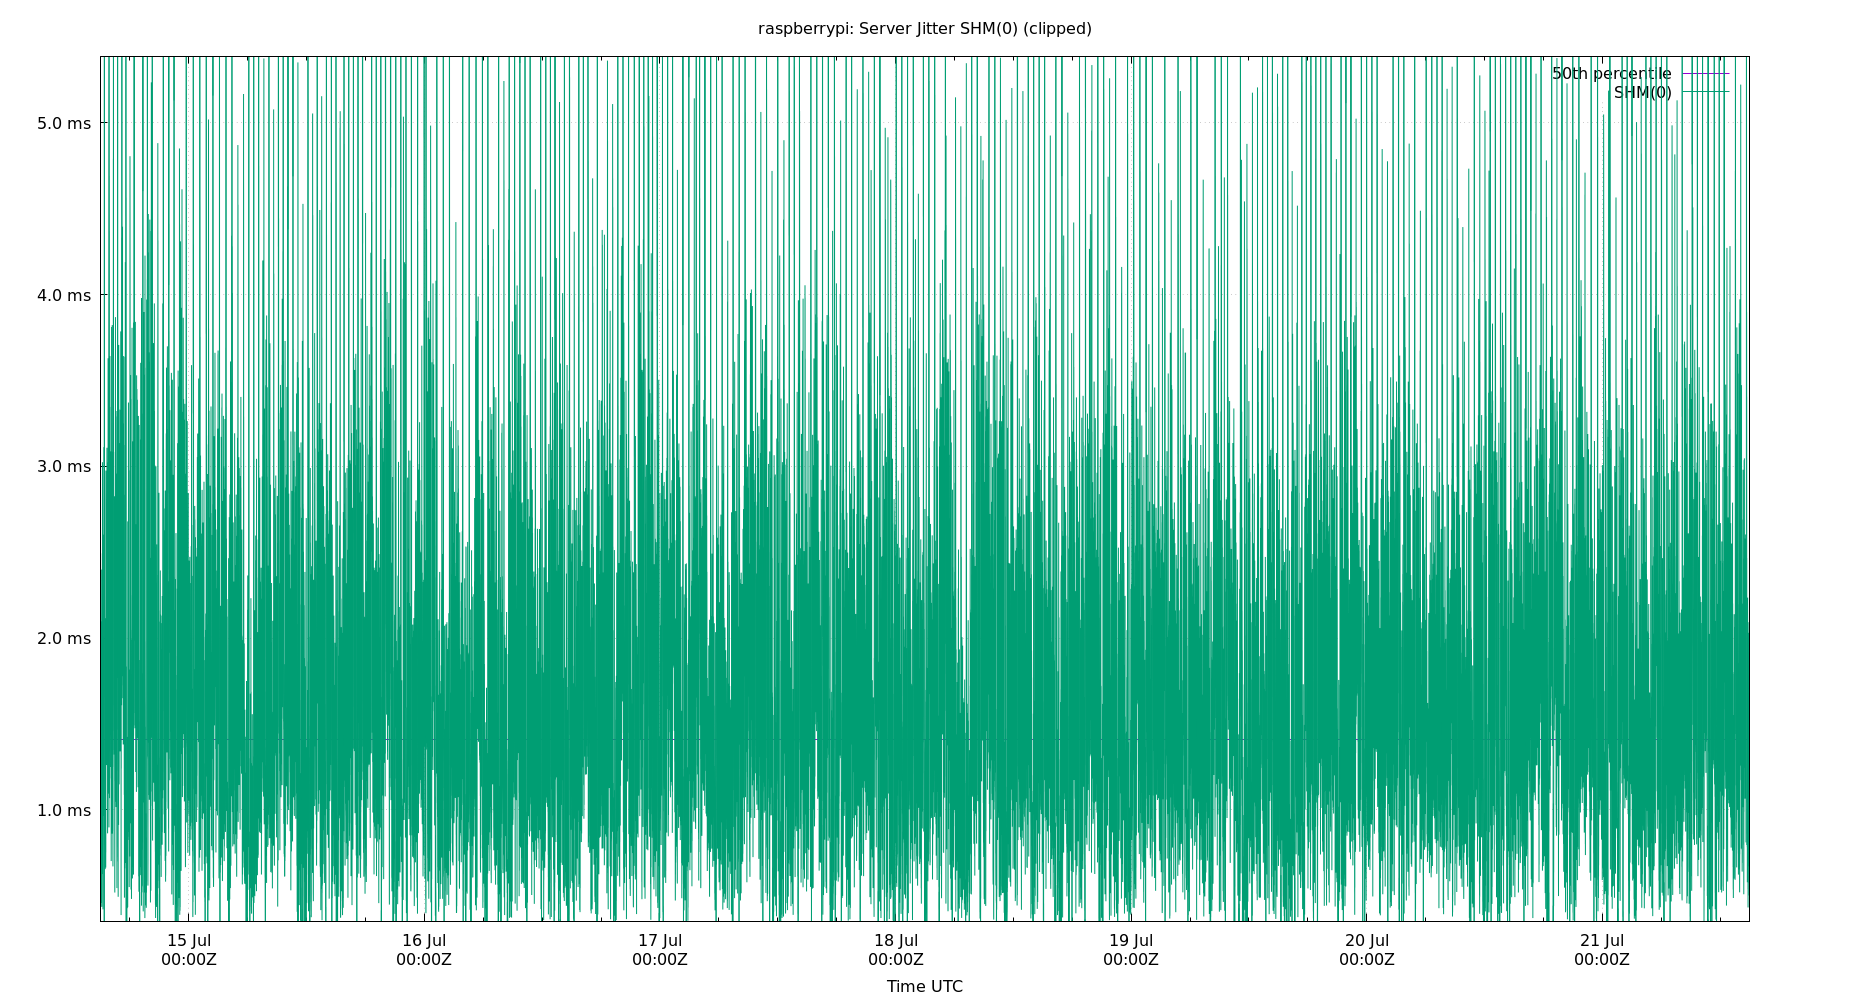 raspberrypi: Server Jitter SHM(0) (clipped)
50th percentile
SHM(0)
5.0 ms
4.0 ms
3.0 ms
2.0 ms
1.0 ms
15 Jul 16 Jul 17 Jul 18 Jul 19 Jul 20 Jul 21 Jul
00:00Z 00:00Z 00:00Z 00:00Z 00:00Z 00:00Z 00:00Z
Time UTC